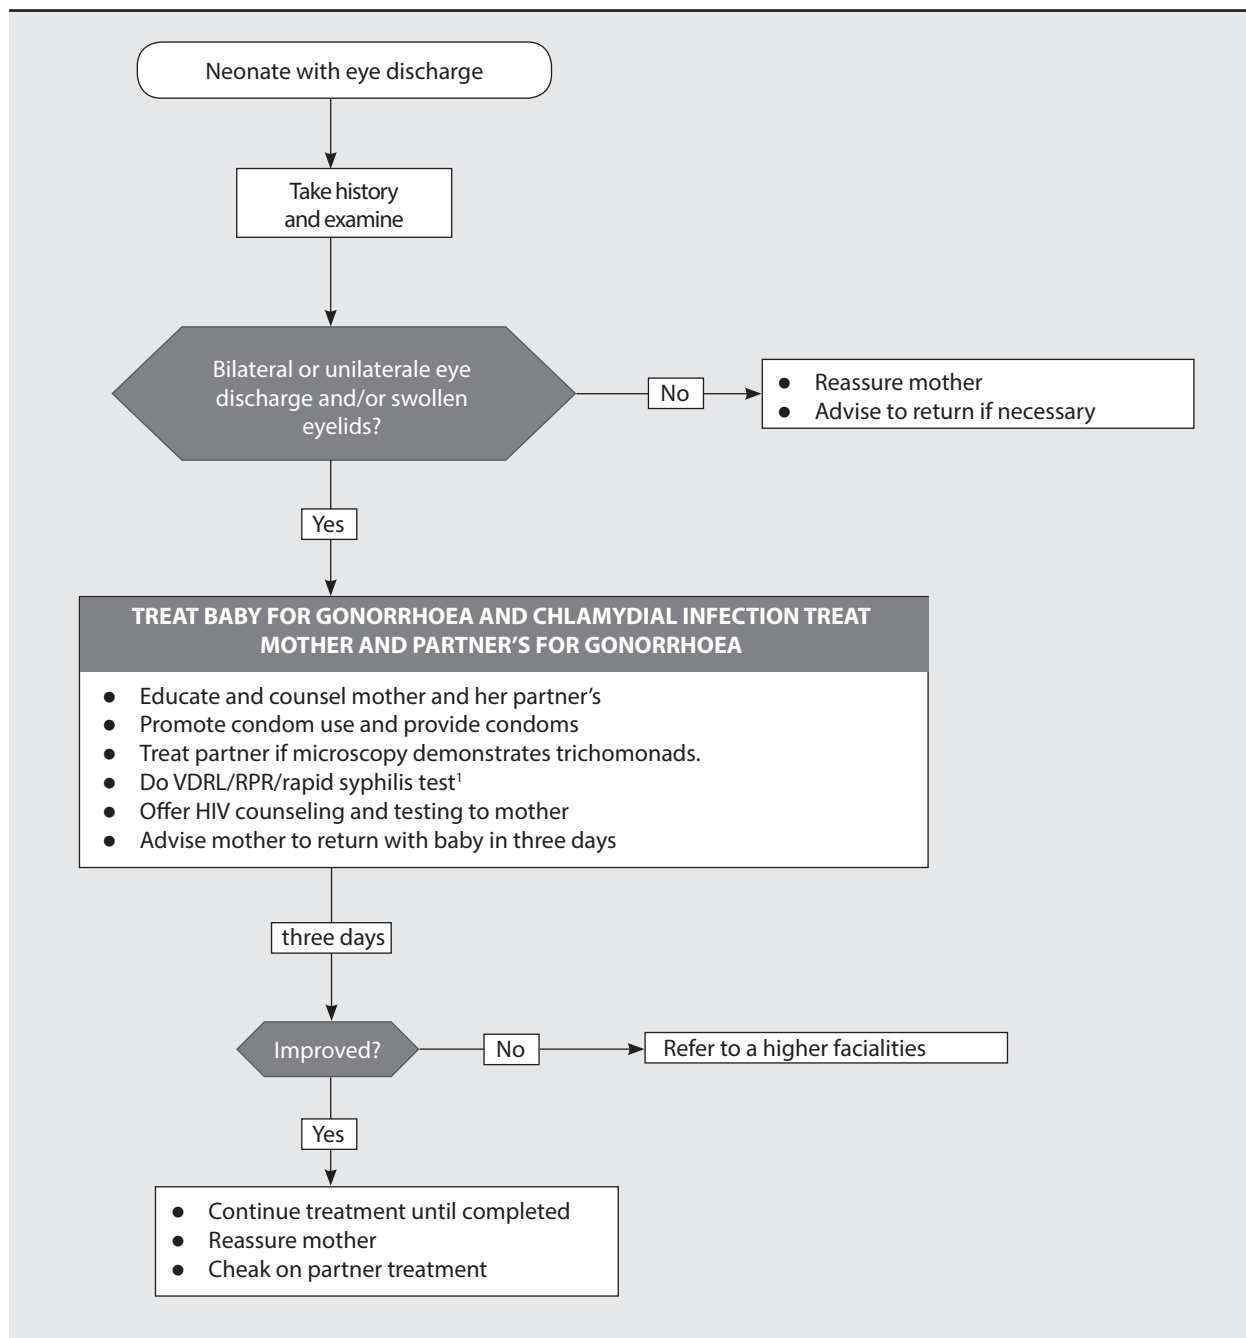 Neonate with eye discharge
Take history
and examine
Bilateral or unilaterale eye
discharge and/or swollen
eyelids?
No
● Reassure mother
● Advise to return if necessary
Yes
TREAT BABY FOR GONORRHOEA AND CHLAMYDIAL INFECTION TREAT
MOTHER AND PARTNER'S FOR GONORRHOEA
● Educate and counsel mother and her partner's
● Promote condom use and provide condoms
● Treat partner if microscopy demonstrates trichomonads.
● Do VDRL/RPR/rapid syphilis test¹
● Offer HIV counseling and testing to mother
● Advise mother to return with baby in three days
three days
Improved?
No
Refer to a higher facialities
Yes
● Continue treatment until completed
● Reassure mother
● Cheak on partner treatment